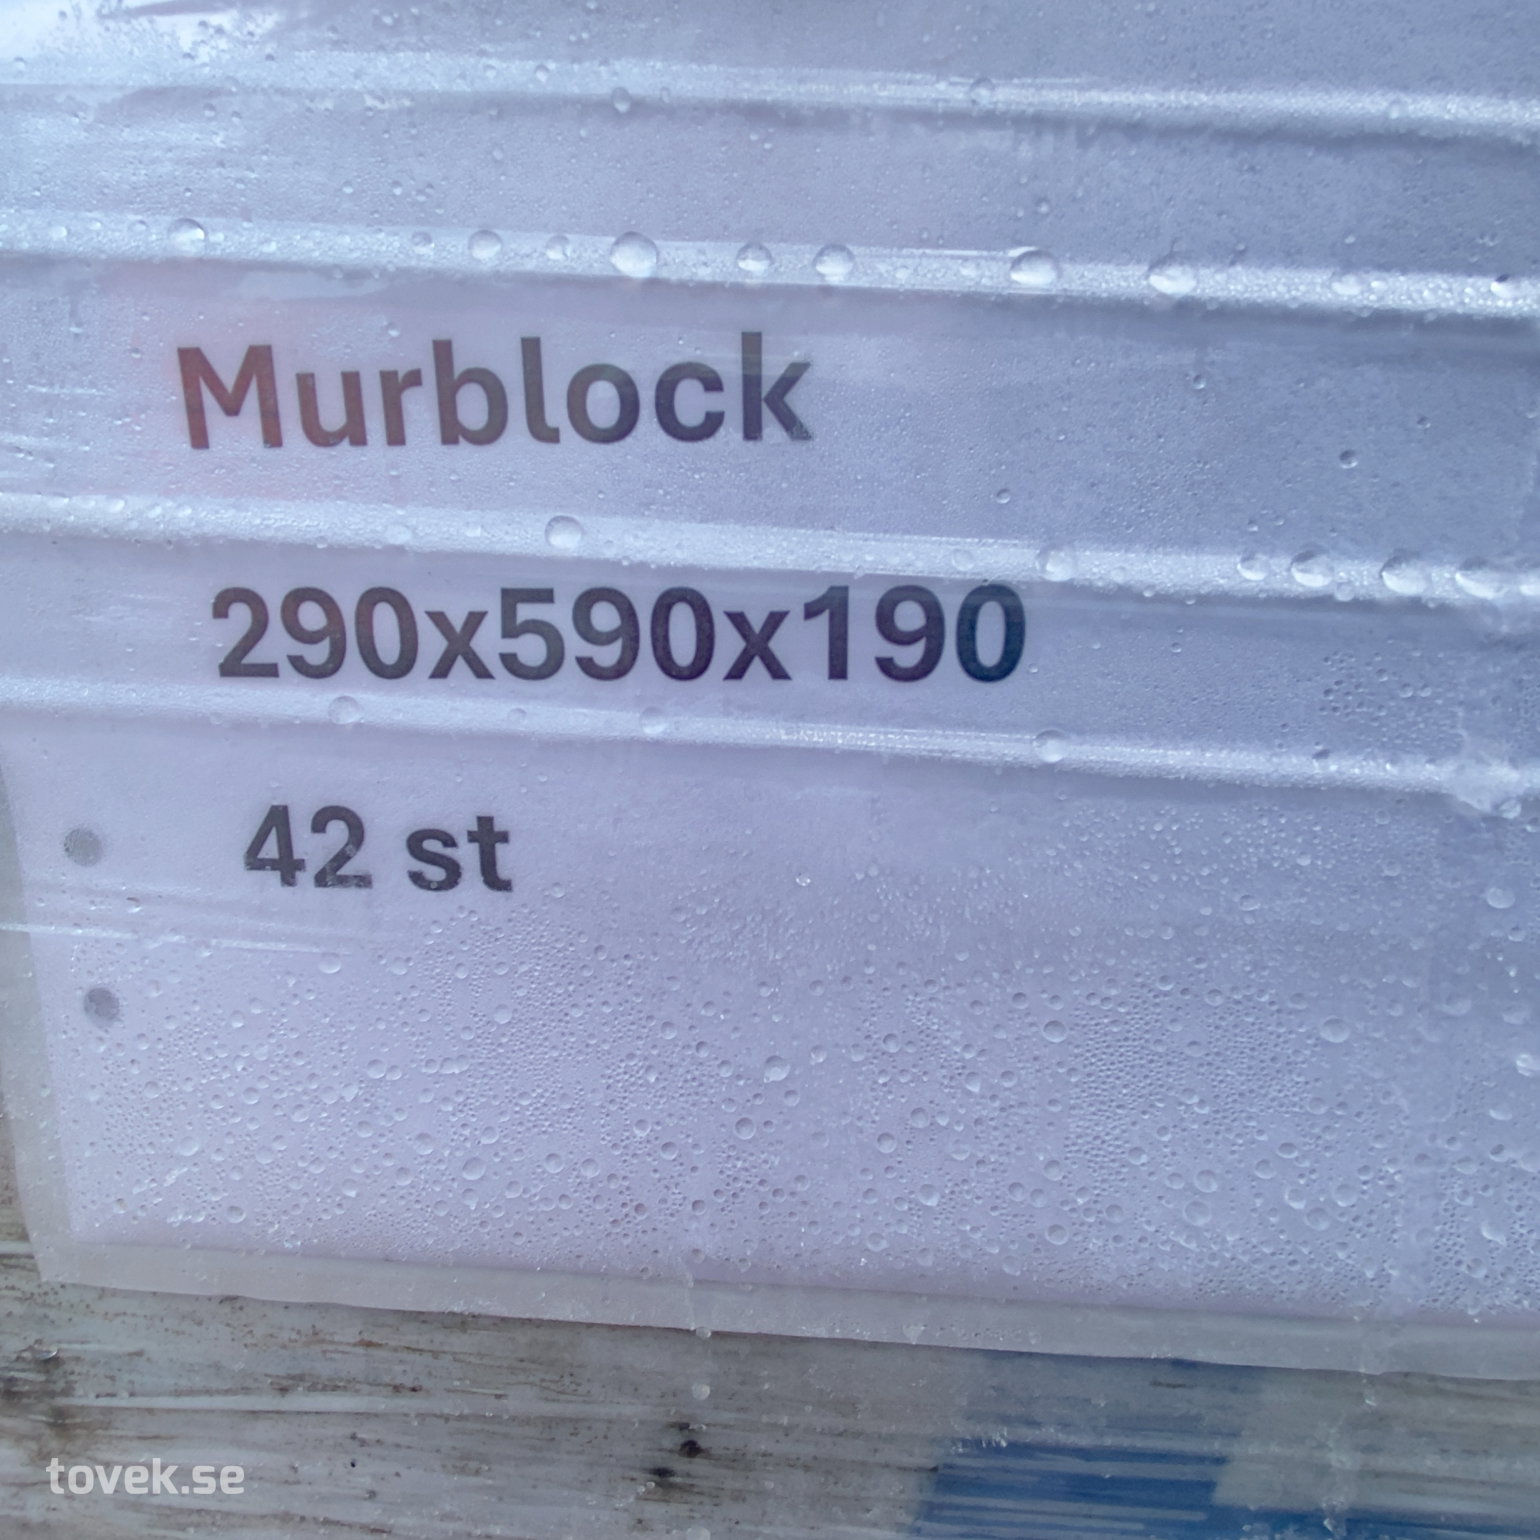 Murblock
290x590x190
42 st
tovek.se